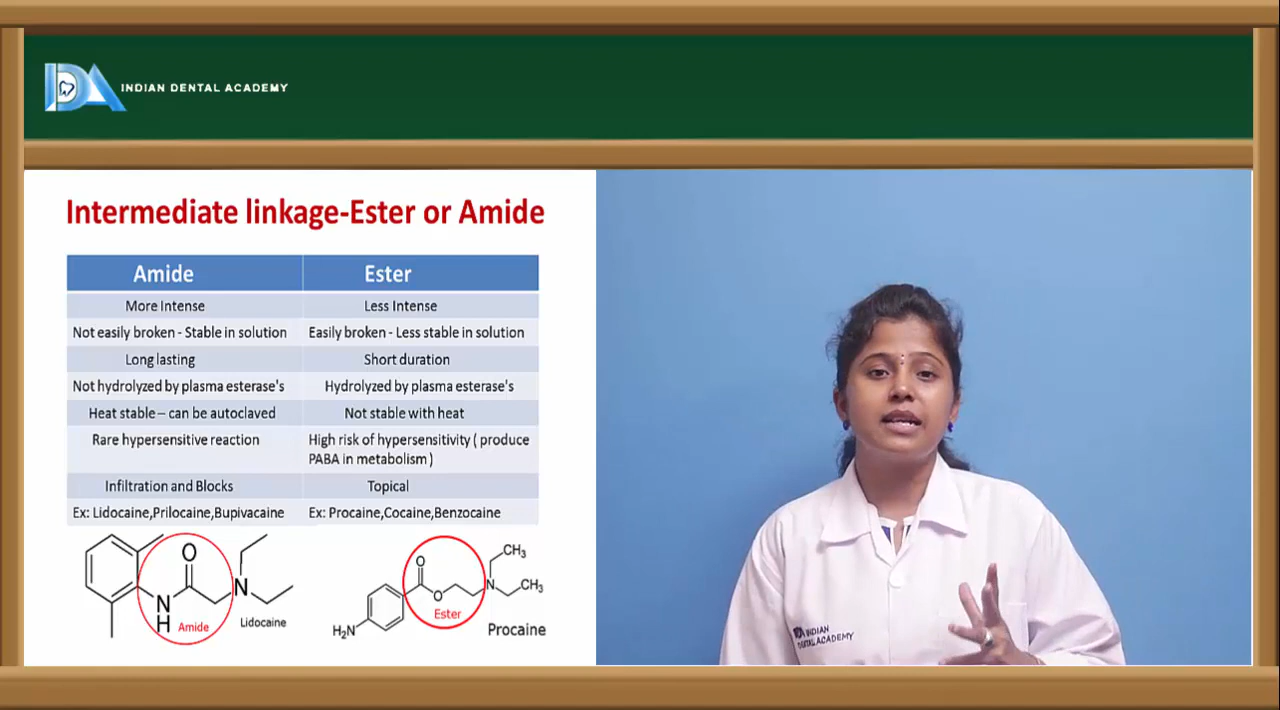 INDIAN DENTAL ACADEMY
Intermediate linkage-Ester or Amide
Amide Ester
More Intense Less Intense
Not easily broken - Stable in solution Easily broken - Less stable in solution
Long lasting Short duration
Not hydrolyzed by plasma esterase's Hydrolyzed by plasma esterase's
Heat stable – can be autoclaved Not stable with heat
Rare hypersensitive reaction High risk of hypersensitivity ( produce
PABA in metabolism )
Infiltration and Blocks Topical
Ex: Lidocaine,Prilocaine,Bupivacaine Ex: Procaine,Cocaine,Benzocaine
O
N
N
H
Amide
Lidocaine
O
O
N
CH3
CH3
H2N
Ester
Procaine
INDIAN
DENTAL ACADEMY